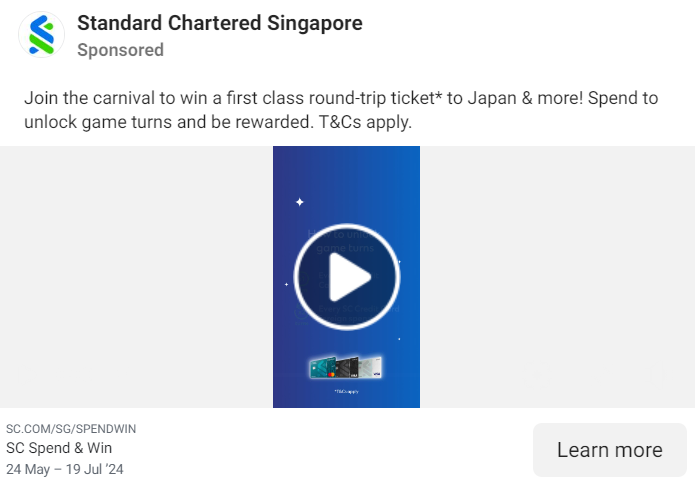 Standard Chartered Singapore
Sponsored
Join the carnival to win a first class round-trip ticket* to Japan & more! Spend to
unlock game turns and be rewarded. T&Cs apply.
game turns
*T&Cs apply
SC.COM/SG/SPENDWIN
SC Spend & Win
24 May – 19 Jul ’24
Learn more